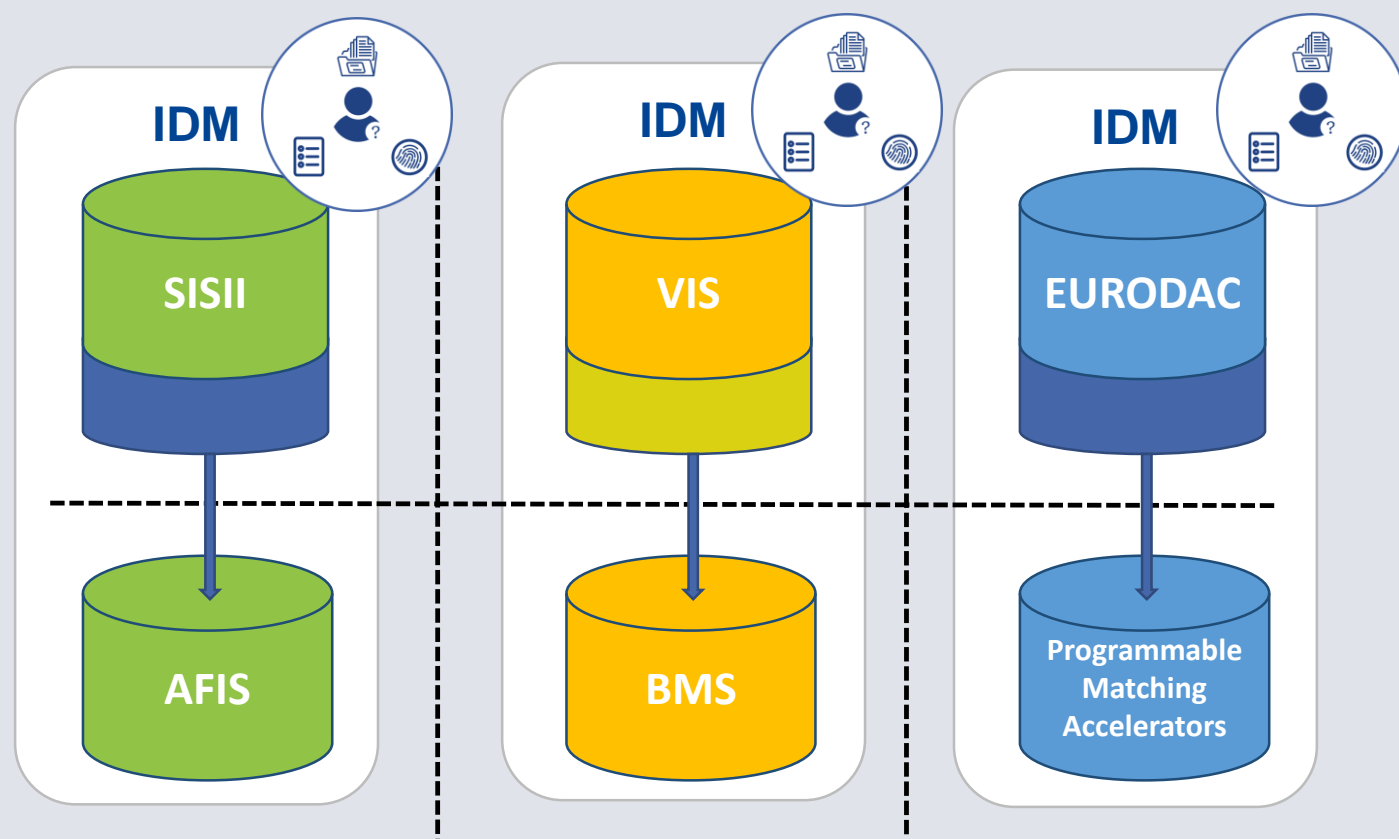 IDM
SISII
AFIS
IDM
VIS
BMS
IDM
EURODAC
Programmable
Matching
Accelerators
?
?
?